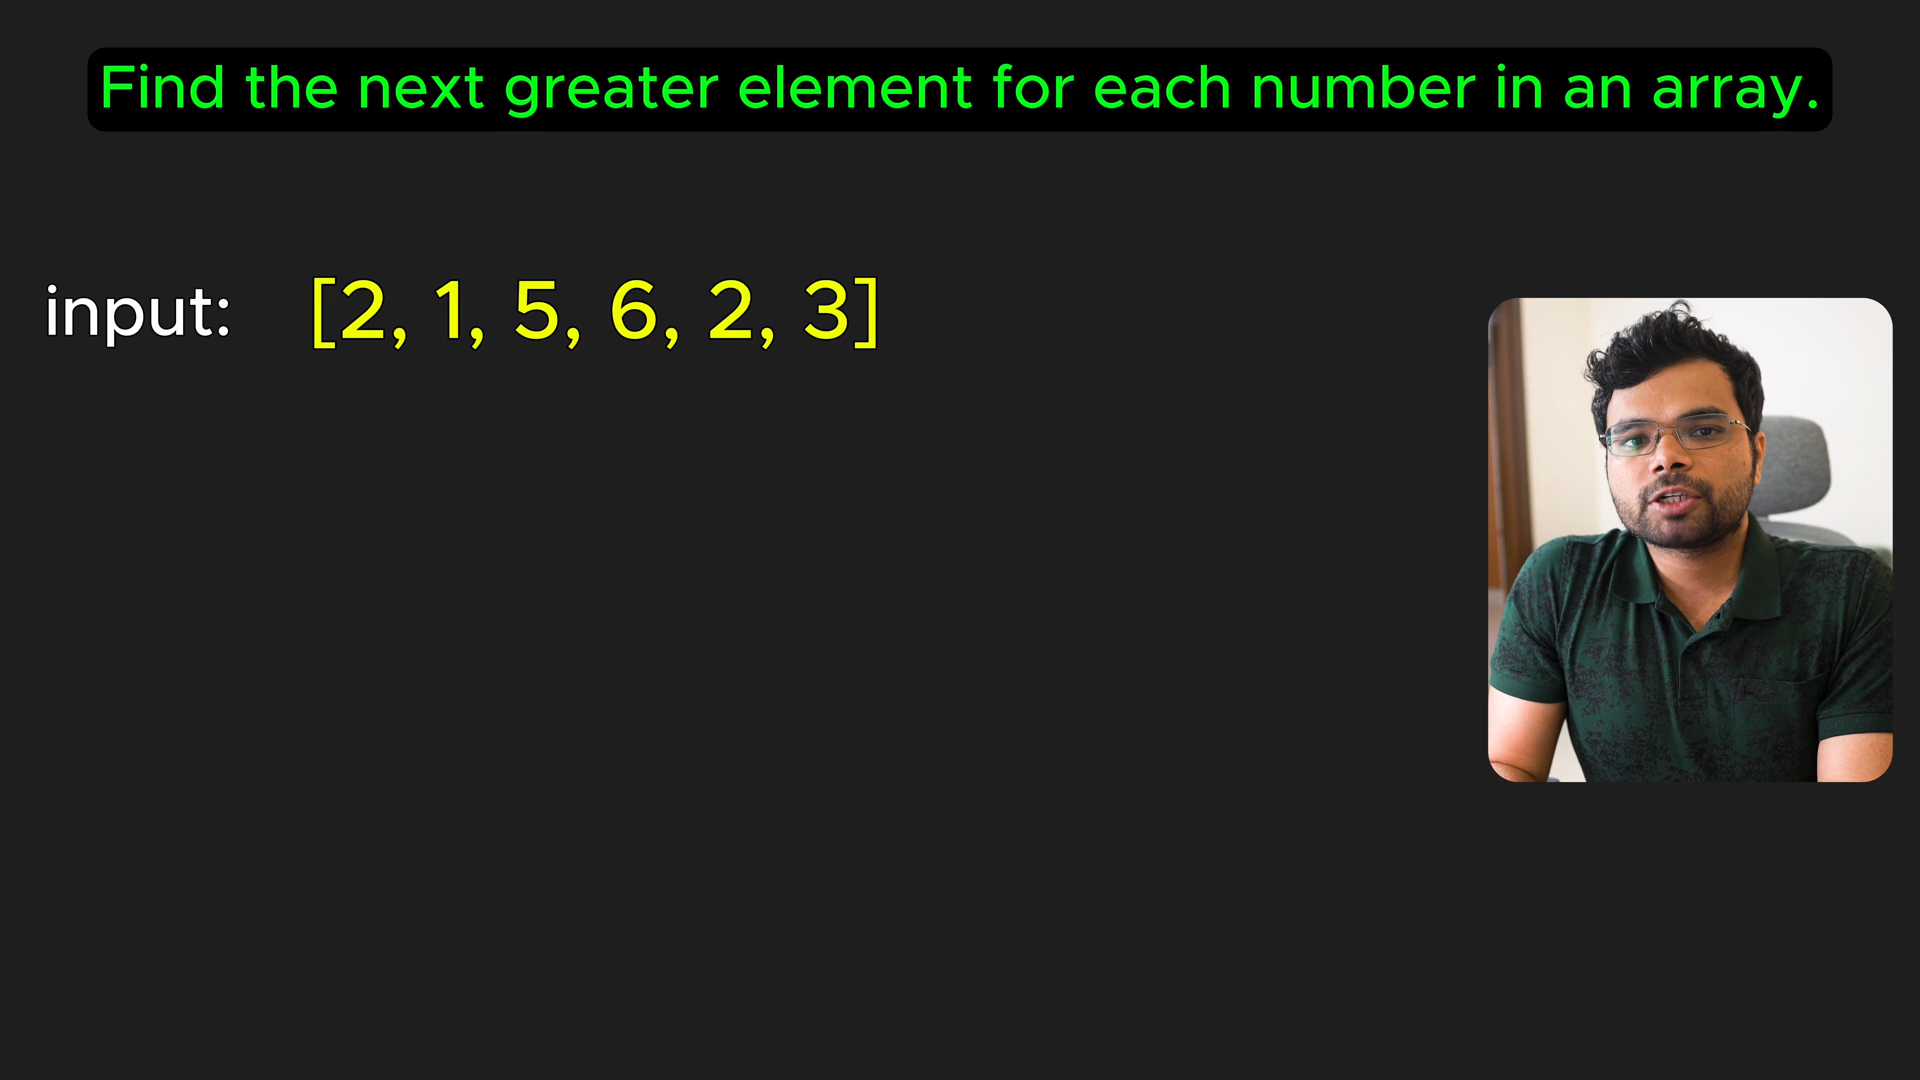 Find the next greater element for each number in an array.
input: [2, 1, 5, 6, 2, 3]